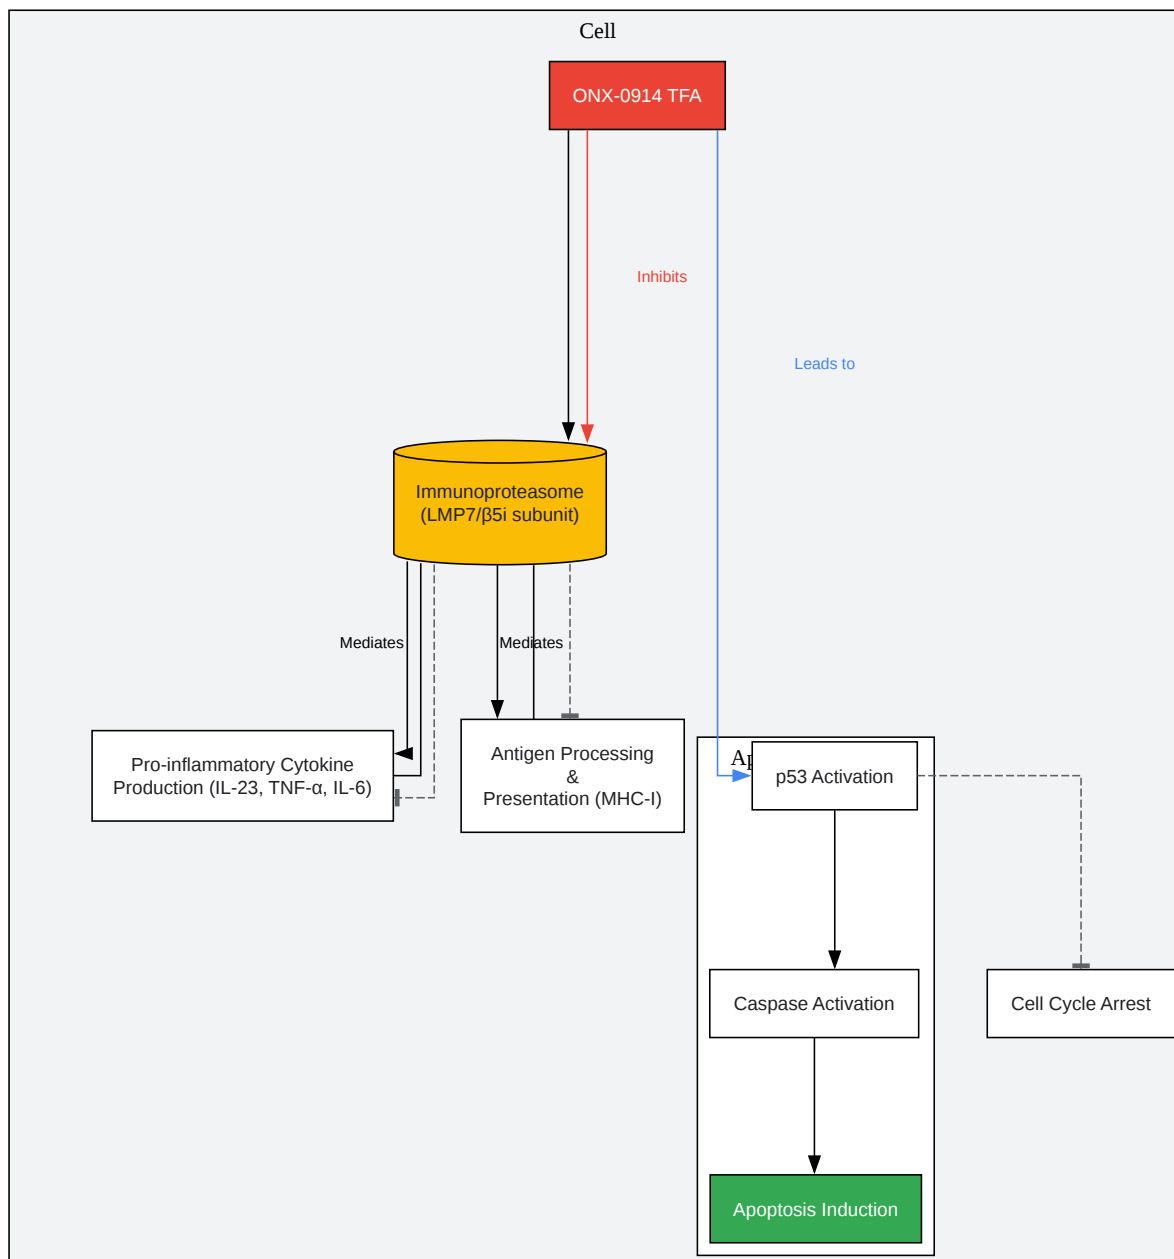 Cell
ONX-0914 TFA
Inhibits
Leads to
Immunoproteasome
(LMP7/β5i subunit)
Mediates
Mediates
Pro-inflammatory Cytokine
Production (IL-23, TNF-α, IL-6)
Antigen Processing
&
Presentation (MHC-I)
p53 Activation
Caspase Activation
Cell Cycle Arrest
Apoptosis Induction